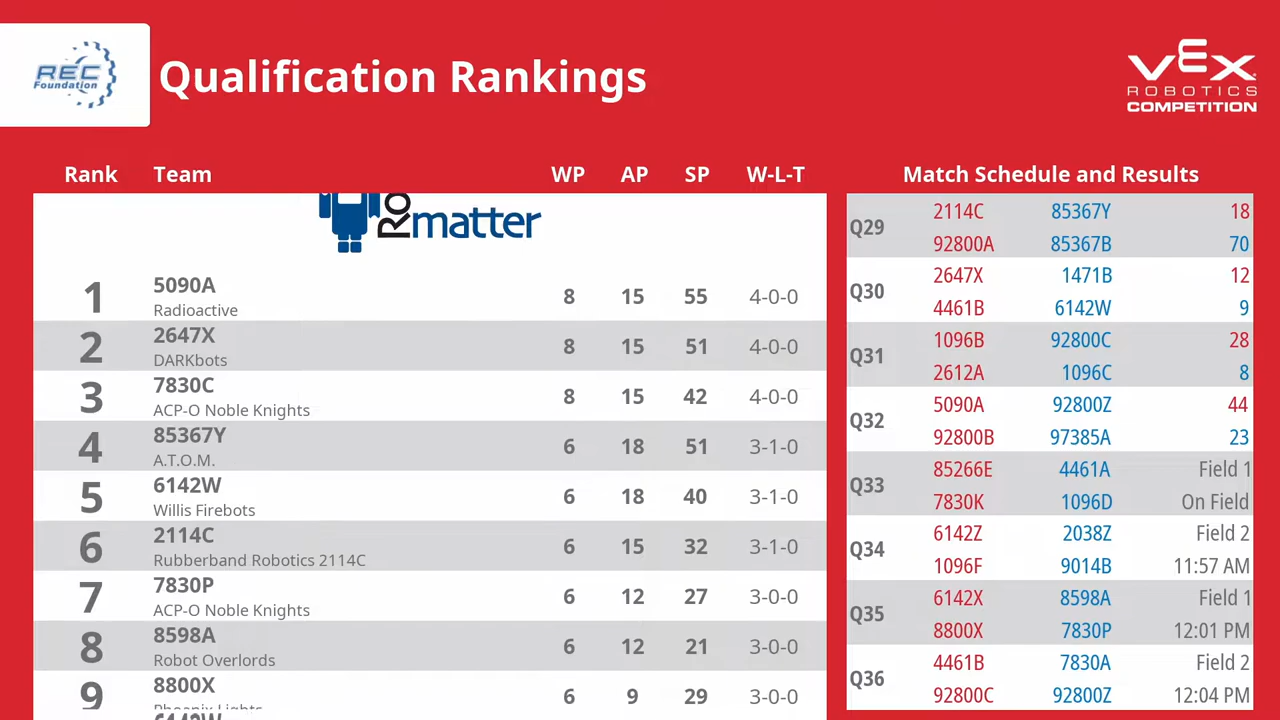 REC
Foundation
Qualification Rankings
VEX
ROBOTICS
COMPETITION
Rank Team WP AP SP W-L-T
matter
1 5090A 8 15 55 4-0-0
Radioactive
2 2647X 8 15 51 4-0-0
DARKbots
3 7830C 8 15 42 4-0-0
ACP-O Noble Knights
4 85367Y 6 18 51 3-1-0
A.T.O.M.
5 6142W 6 18 40 3-1-0
Willis Firebots
6 2114C 6 15 32 3-1-0
Rubberband Robotics 2114C
7 7830P 6 12 27 3-0-0
ACP-O Noble Knights
8 8598A 6 12 21 3-0-0
Robot Overlords
9 8800X 6 9 29 3-0-0
Phoenix Lights
6142W
Match Schedule and Results
Q29 2114C 85367Y 18
92800A 85367B 70
Q30 2647X 1471B 12
4461B 6142W 9
Q31 1096B 92800C 28
2612A 1096C 8
Q32 5090A 92800Z 44
92800B 97385A 23
Q33 85266E 4461A Field 1
7830K 1096D On Field
Q34 6142Z 2038Z Field 2
1096F 9014B 11:57 AM
Q35 6142X 8598A Field 1
8800X 7830P 12:01 PM
Q36 4461B 7830A Field 2
92800C 92800Z 12:04 PM